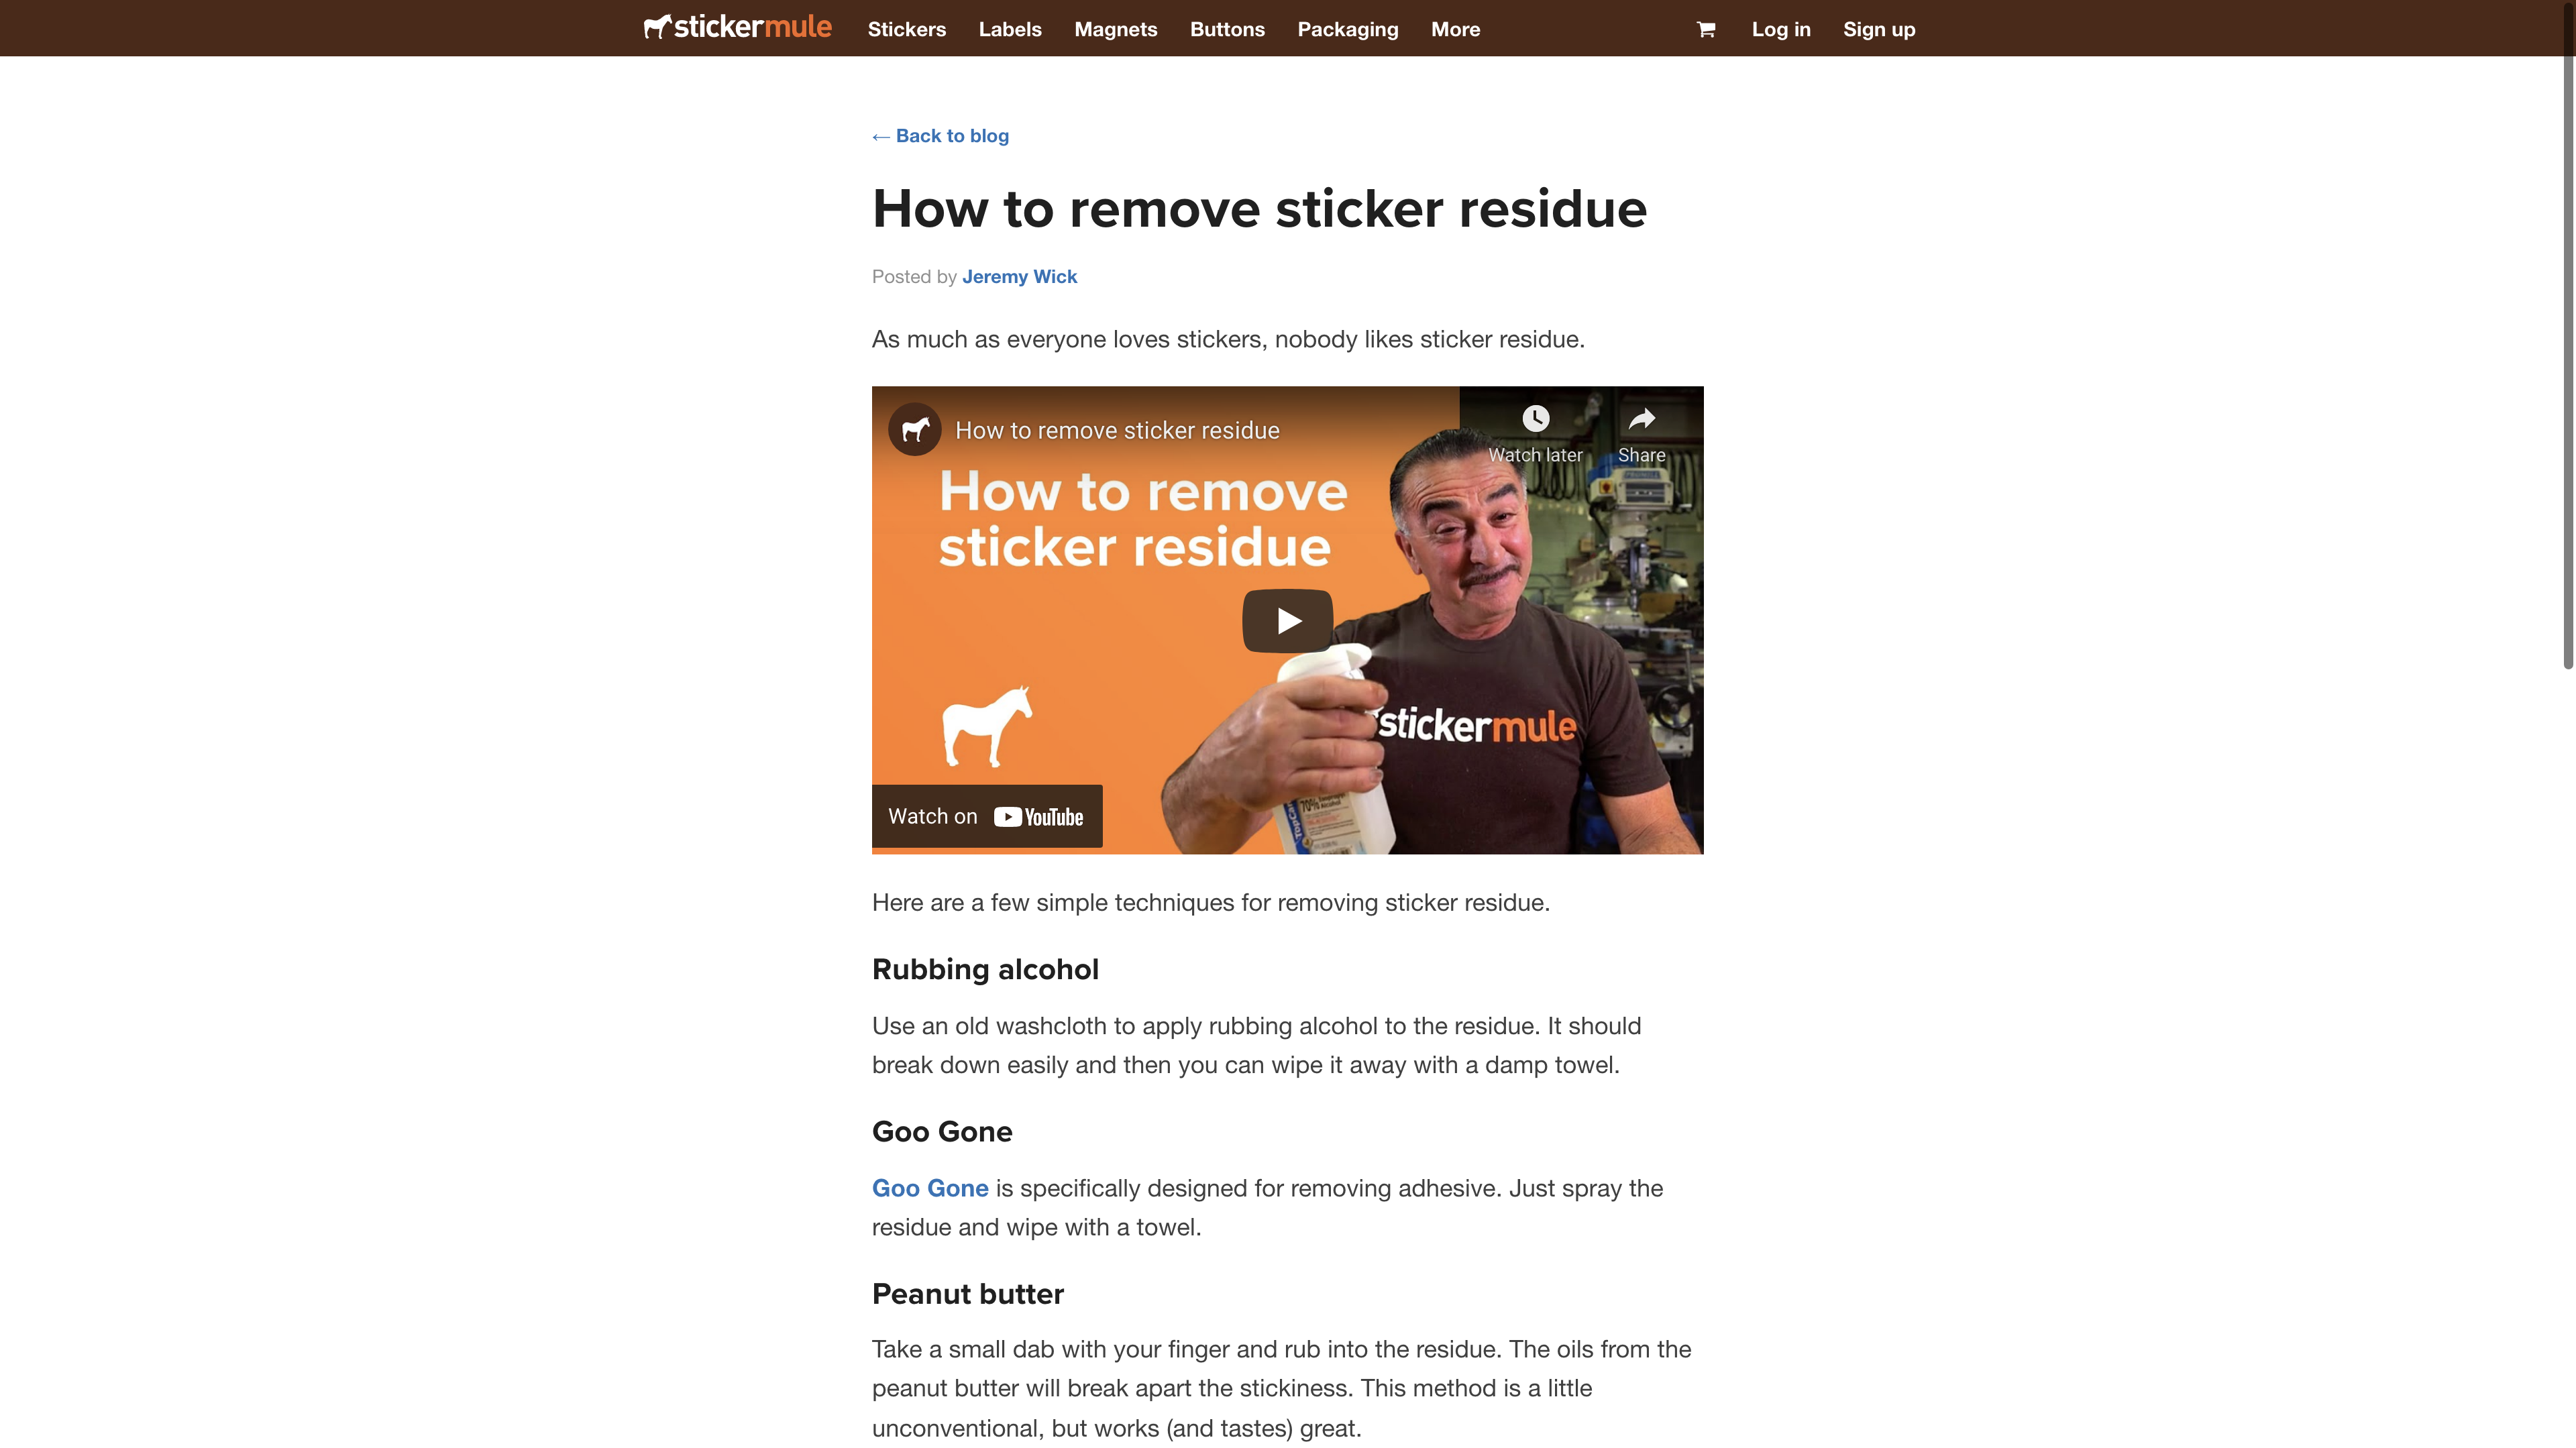 stickermule Stickers Labels Magnets Buttons Packaging More Log in Sign up
← Back to blog
How to remove sticker residue
Posted by Jeremy Wick
As much as everyone loves stickers, nobody likes sticker residue.
How to remove sticker residue
Watch later Share
How to remove
sticker residue
stickermule
70%
Alcohol
Watch on YouTube
Here are a few simple techniques for removing sticker residue.
Rubbing alcohol
Use an old washcloth to apply rubbing alcohol to the residue. It should
break down easily and then you can wipe it away with a damp towel.
Goo Gone
Goo Gone is specifically designed for removing adhesive. Just spray the
residue and wipe with a towel.
Peanut butter
Take a small dab with your finger and rub into the residue. The oils from the
peanut butter will break apart the stickiness. This method is a little
unconventional, but works (and tastes) great.